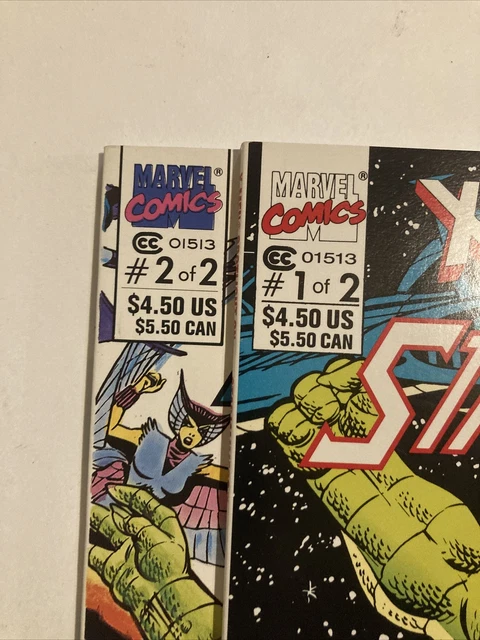 MARVEL®
COMICS
M
CC 01513
# 2 of 2
$4.50 US
$5.50 CAN
MARVEL®
COMICS
M
CC 01513
# 1 of 2
$4.50 US
$5.50 CAN
X
ST